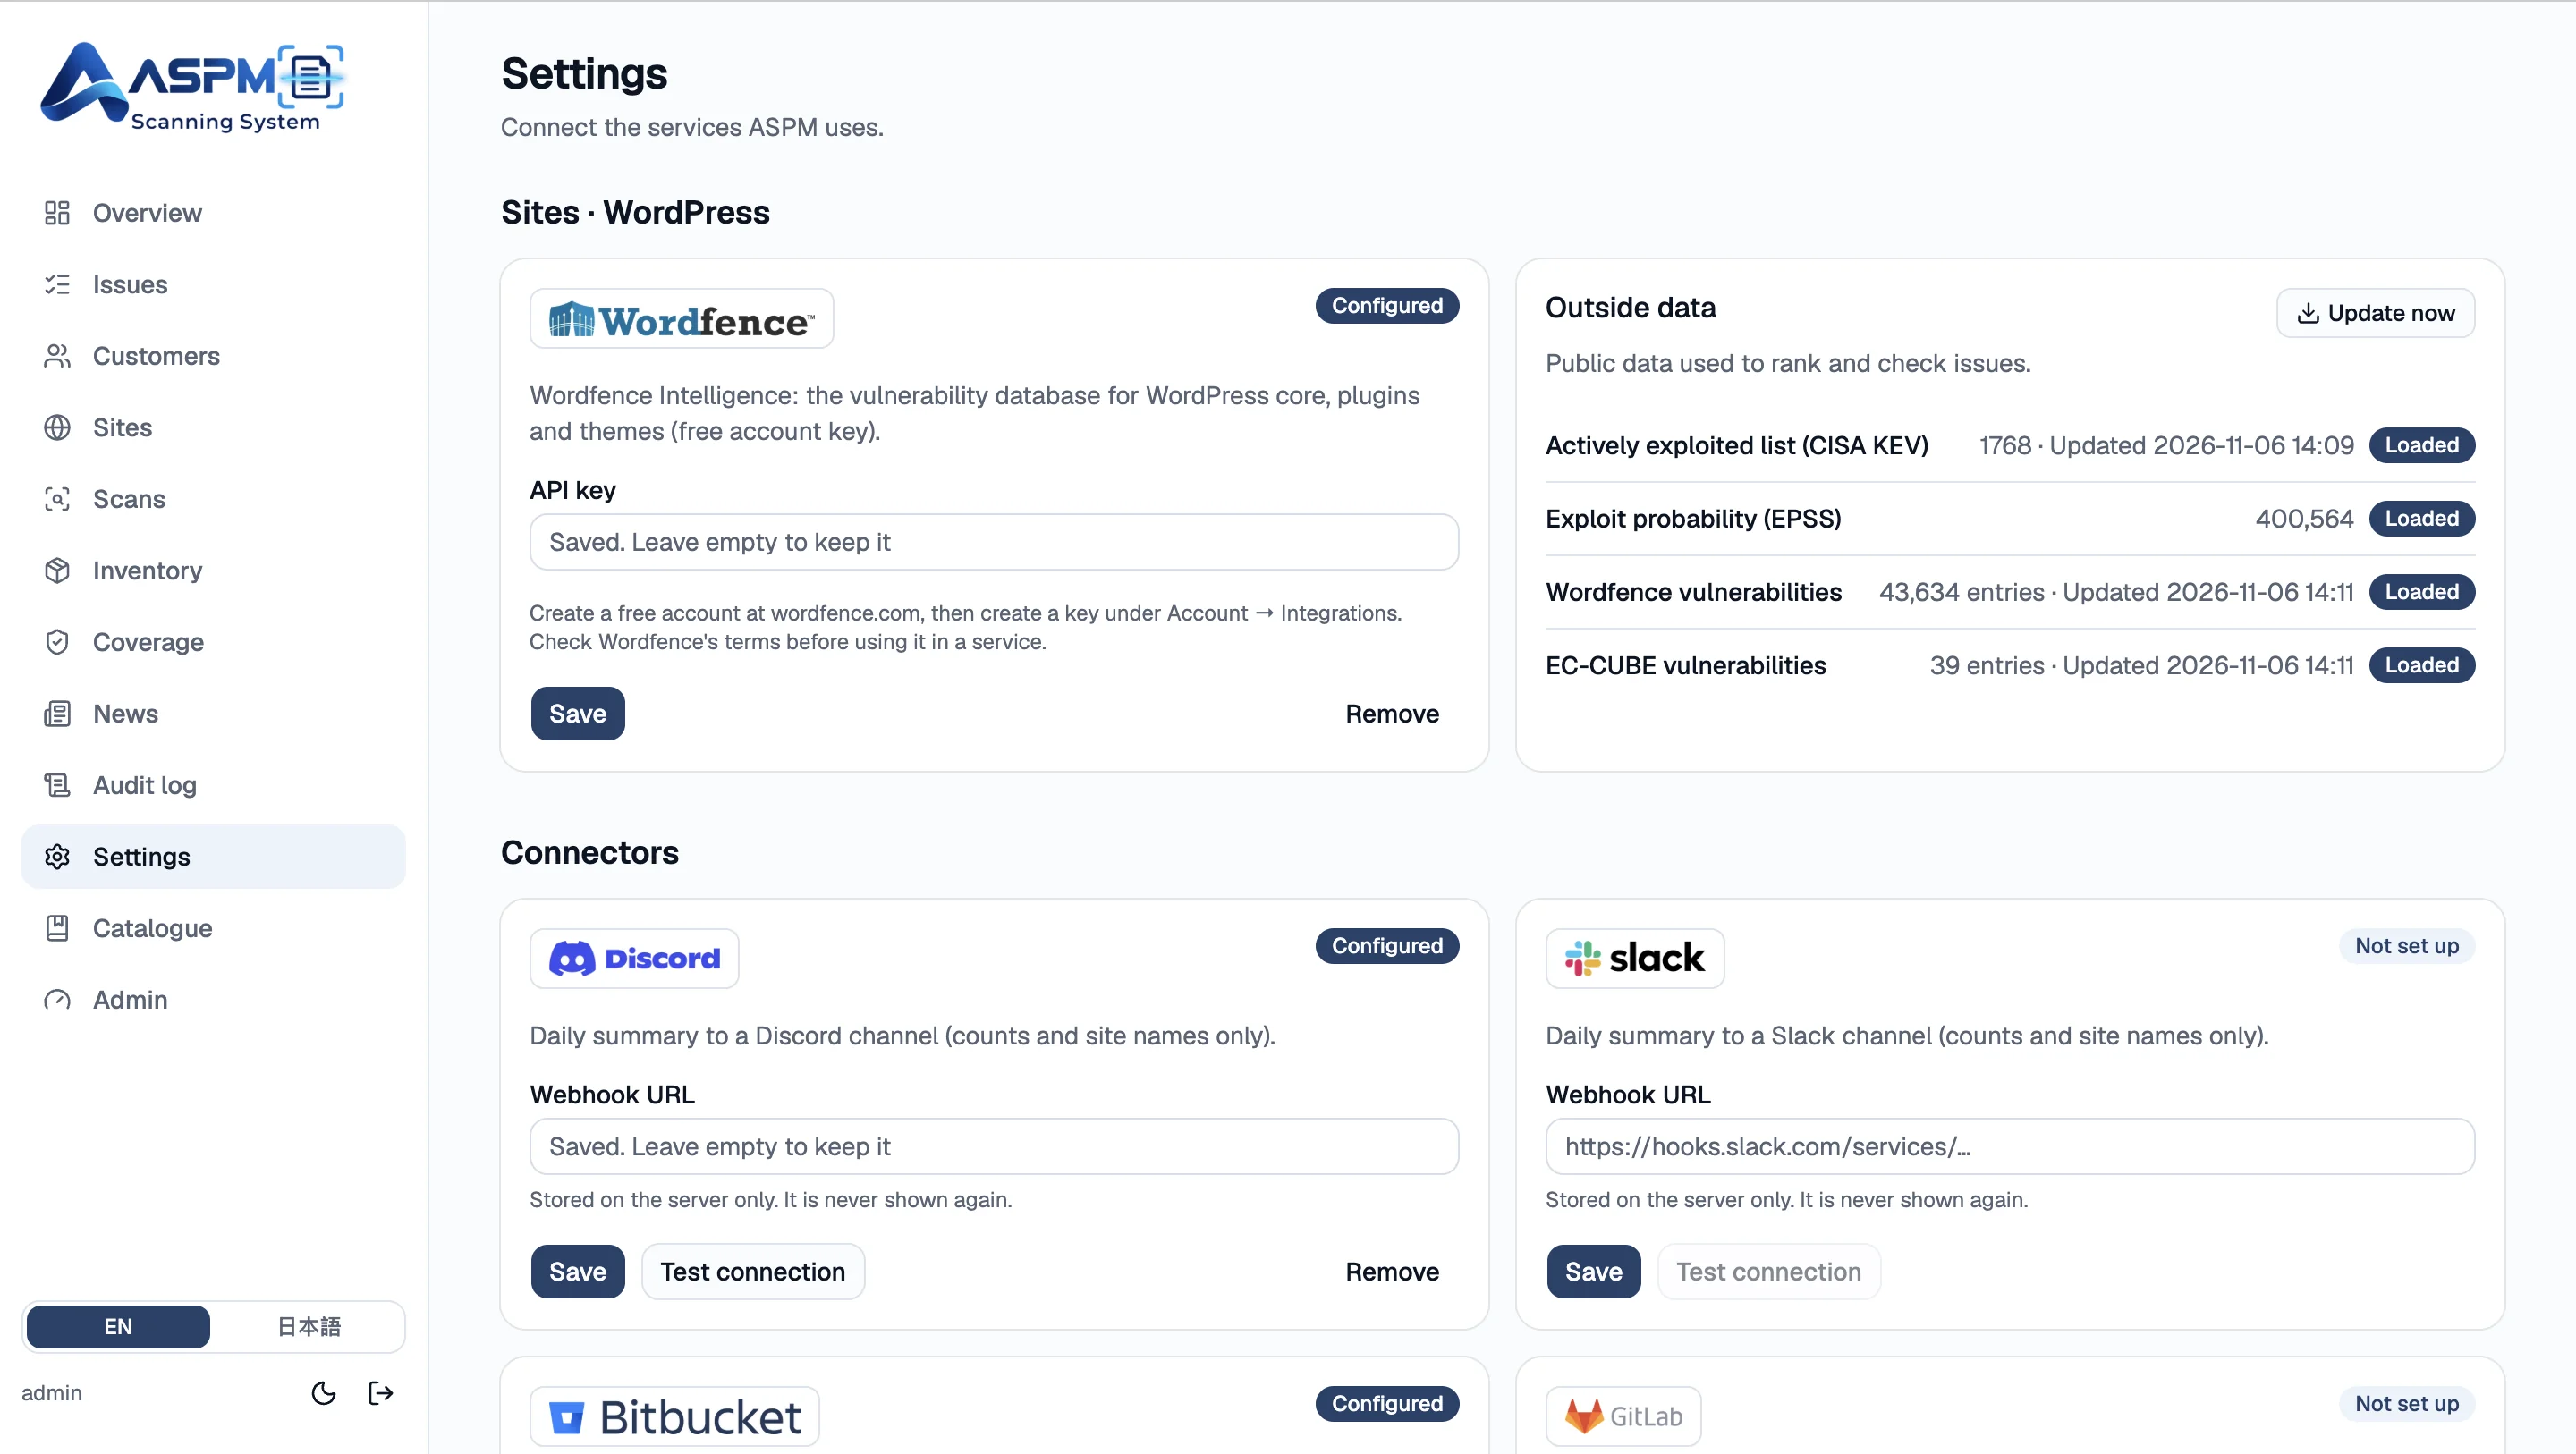 ASPM
Scanning System
Overview
Issues
Customers
Sites
Scans
Inventory
Coverage
News
Audit log
Settings
Catalogue
Admin
EN
日本語
admin
Settings
Connect the services ASPM uses.
Sites · WordPress
Wordfence™
Configured
Wordfence Intelligence: the vulnerability database for WordPress core, plugins
and themes (free account key).
API key
Saved. Leave empty to keep it
Create a free account at wordfence.com, then create a key under Account → Integrations.
Check Wordfence's terms before using it in a service.
Save
Remove
Outside data
Update now
Public data used to rank and check issues.
Actively exploited list (CISA KEV) 1768 · Updated 2026-11-06 14:09 Loaded
Exploit probability (EPSS) 400,564 Loaded
Wordfence vulnerabilities 43,634 entries · Updated 2026-11-06 14:11 Loaded
EC-CUBE vulnerabilities 39 entries · Updated 2026-11-06 14:11 Loaded
Connectors
Discord
Configured
Daily summary to a Discord channel (counts and site names only).
Webhook URL
Saved. Leave empty to keep it
Stored on the server only. It is never shown again.
Save
Test connection
Remove
slack
Not set up
Daily summary to a Slack channel (counts and site names only).
Webhook URL
https://hooks.slack.com/services/...
Stored on the server only. It is never shown again.
Save
Test connection
Bitbucket
Configured
GitLab
Not set up